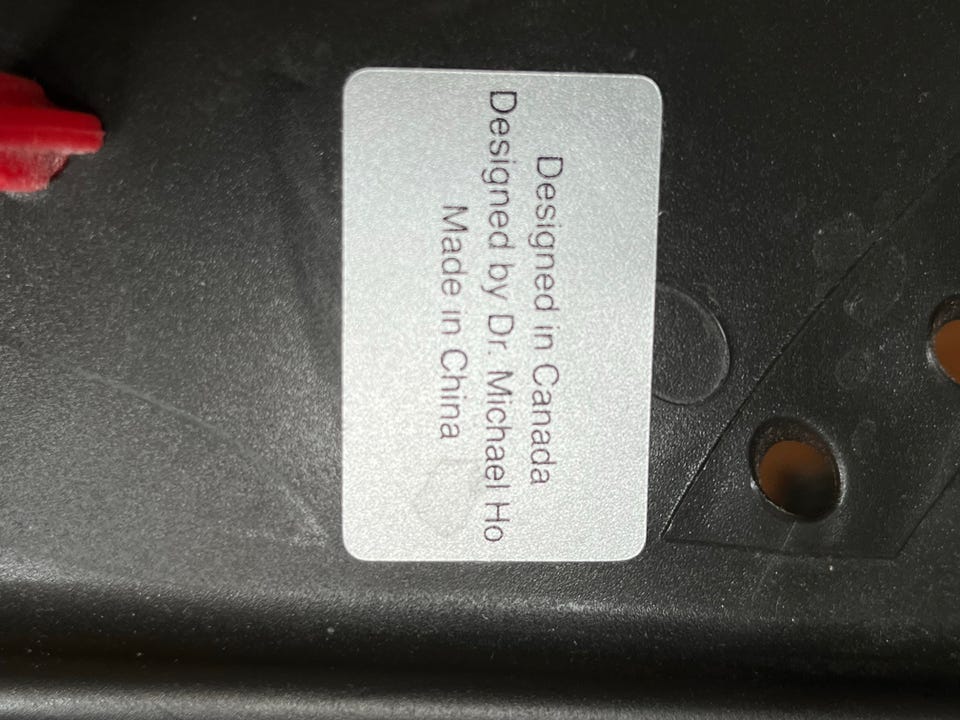 Designed in Canada
Designed by Dr. Michael Ho
Made in China